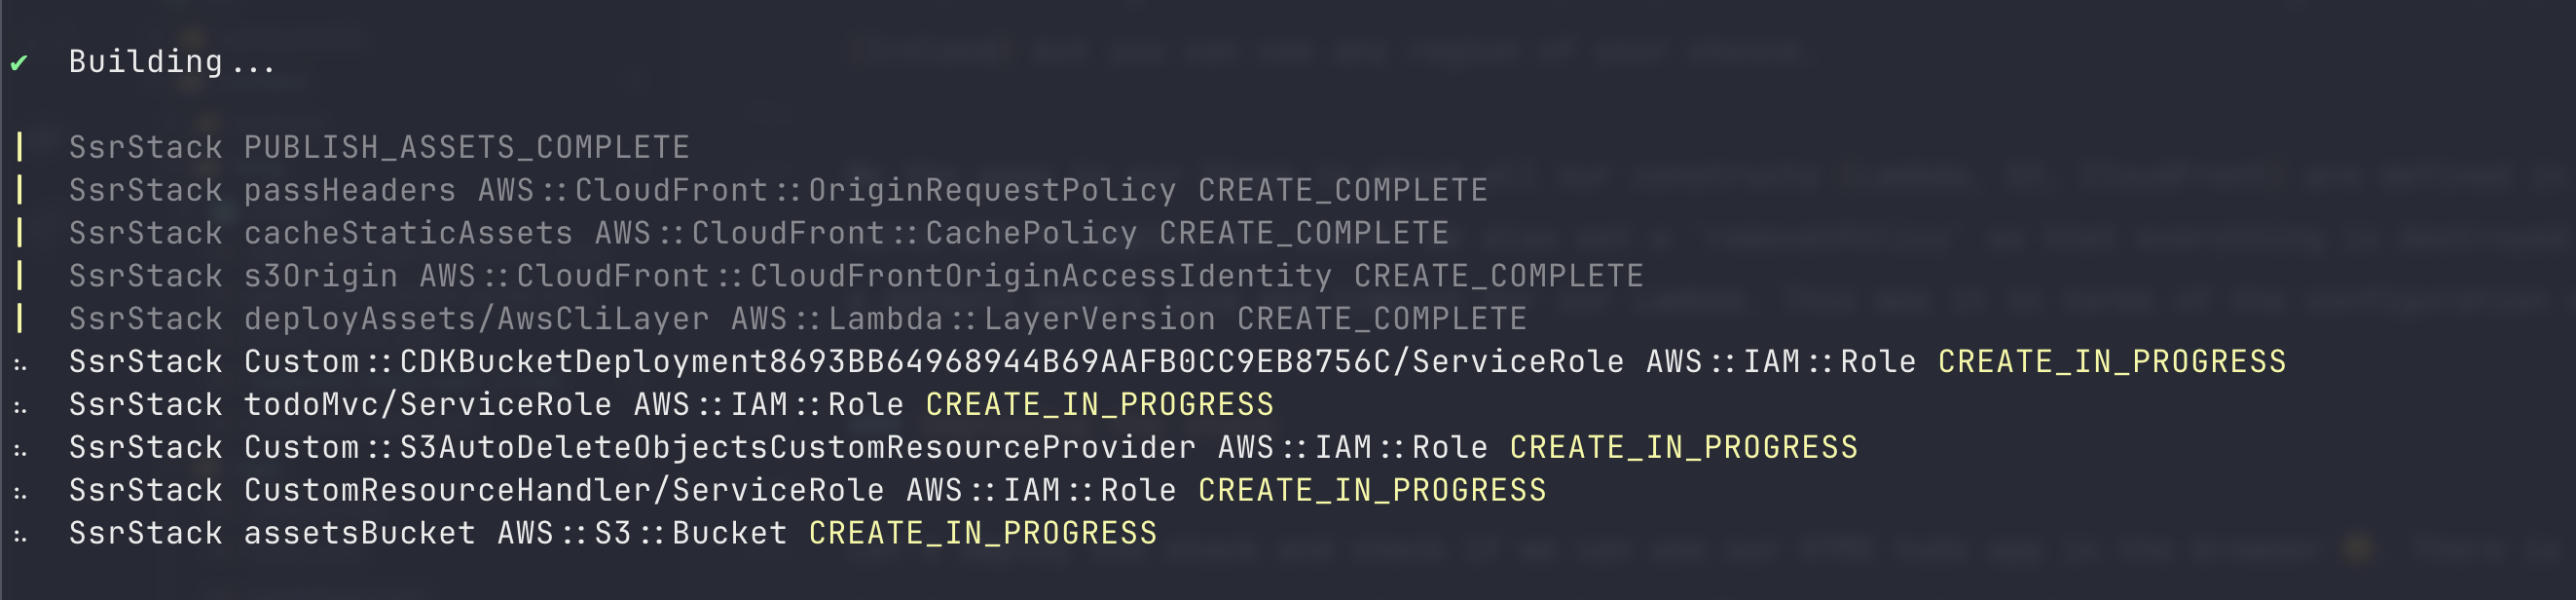 ✔ Building...
| SsrStack PUBLISH_ASSETS_COMPLETE
| SsrStack passHeaders AWS::CloudFront::OriginRequestPolicy CREATE_COMPLETE
| SsrStack cacheStaticAssets AWS::CloudFront::CachePolicy CREATE_COMPLETE
| SsrStack s3Origin AWS::CloudFront::CloudFrontOriginAccessIdentity CREATE_COMPLETE
| SsrStack deployAssets/AwsCliLayer AWS::Lambda::LayerVersion CREATE_COMPLETE
SsrStack Custom::CDKBucketDeployment8693BB64968944B69AAFB0CC9EB8756C/ServiceRole AWS::IAM::Role CREATE_IN_PROGRESS
SsrStack todoMvc/ServiceRole AWS::IAM::Role CREATE_IN_PROGRESS
SsrStack Custom::S3AutoDeleteObjectsCustomResourceProvider AWS::IAM::Role CREATE_IN_PROGRESS
SsrStack CustomResourceHandler/ServiceRole AWS::IAM::Role CREATE_IN_PROGRESS
SsrStack assetsBucket AWS::S3::Bucket CREATE_IN_PROGRESS